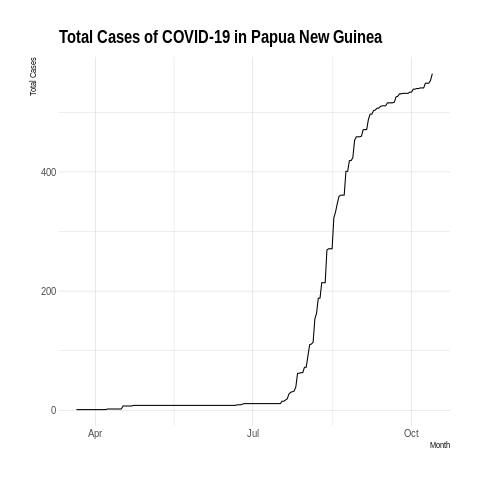 Total Cases of COVID-19 in Papua New Guinea
Total Cases
400
200
0
Apr Jul Oct
Month